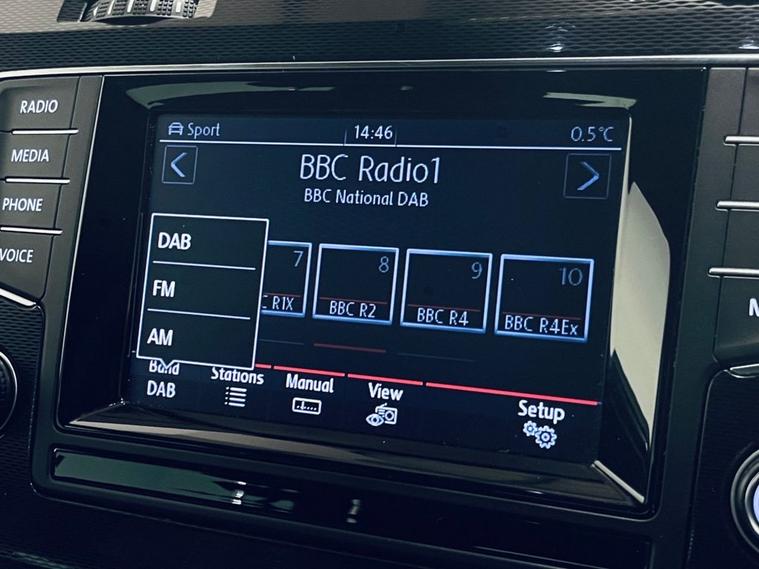 RADIO
MEDIA
PHONE
VOICE
Sport
14:46
0.5°C
BBC Radio1
BBC National DAB
DAB
FM
AM
7
R1X
8
BBC R2
9
BBC R4
10
BBC R4Ex
Band
DAB
Stations
Manual
View
Setup